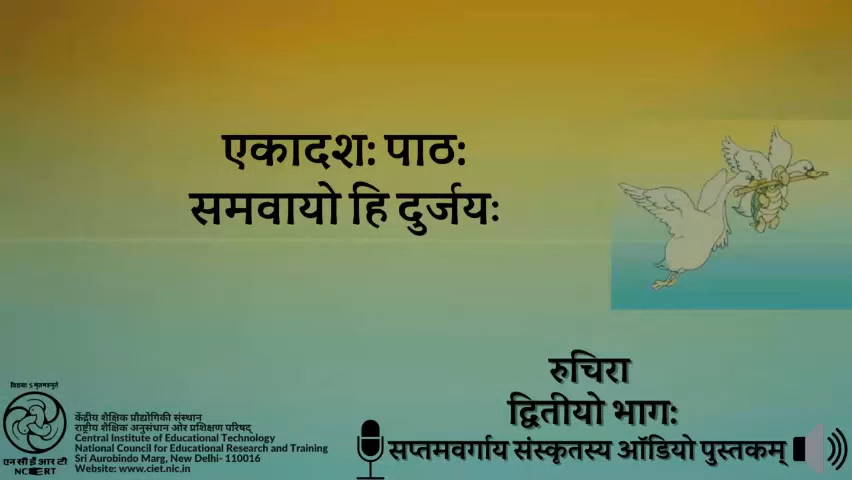 एकादश: पाठ:
समवायो हि दुर्जयः
रुचिरा
द्वितीयो भाग:
सप्तमवर्गाय संस्कृतस्य ऑडियो पुस्तकम्
केंद्रीय शैक्षिक प्रौद्योगिकी संस्थान
राष्ट्रीय शैक्षिक अनुसंधान और प्रशिक्षण परिषद्
Central Institute of Educational Technology
National Council for Educational Research and Training
Sri Aurobindo Marg, New Delhi- 110016
Website: www.ciet.nic.in
एन सी ई आर टी
NCERT